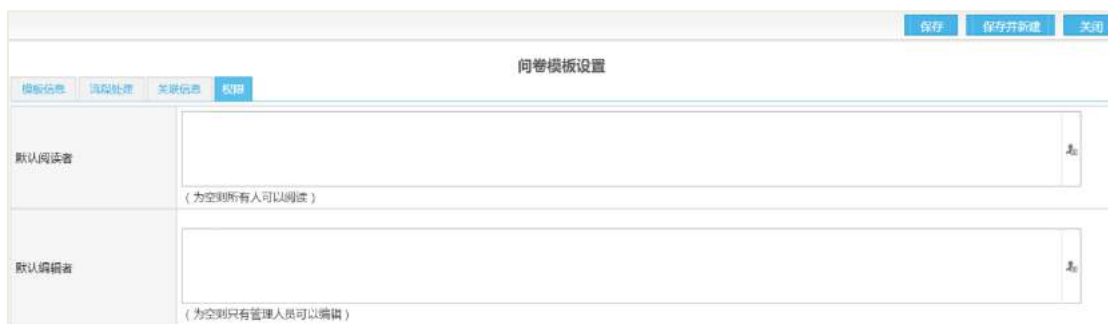 保存 保存并新建 关闭
问卷模板设置
模板信息 流程处理 关联信息 权限
默认阅读者
（为空则所有人可以阅读）
默认编辑者
（为空则只有管理人员可以编辑）